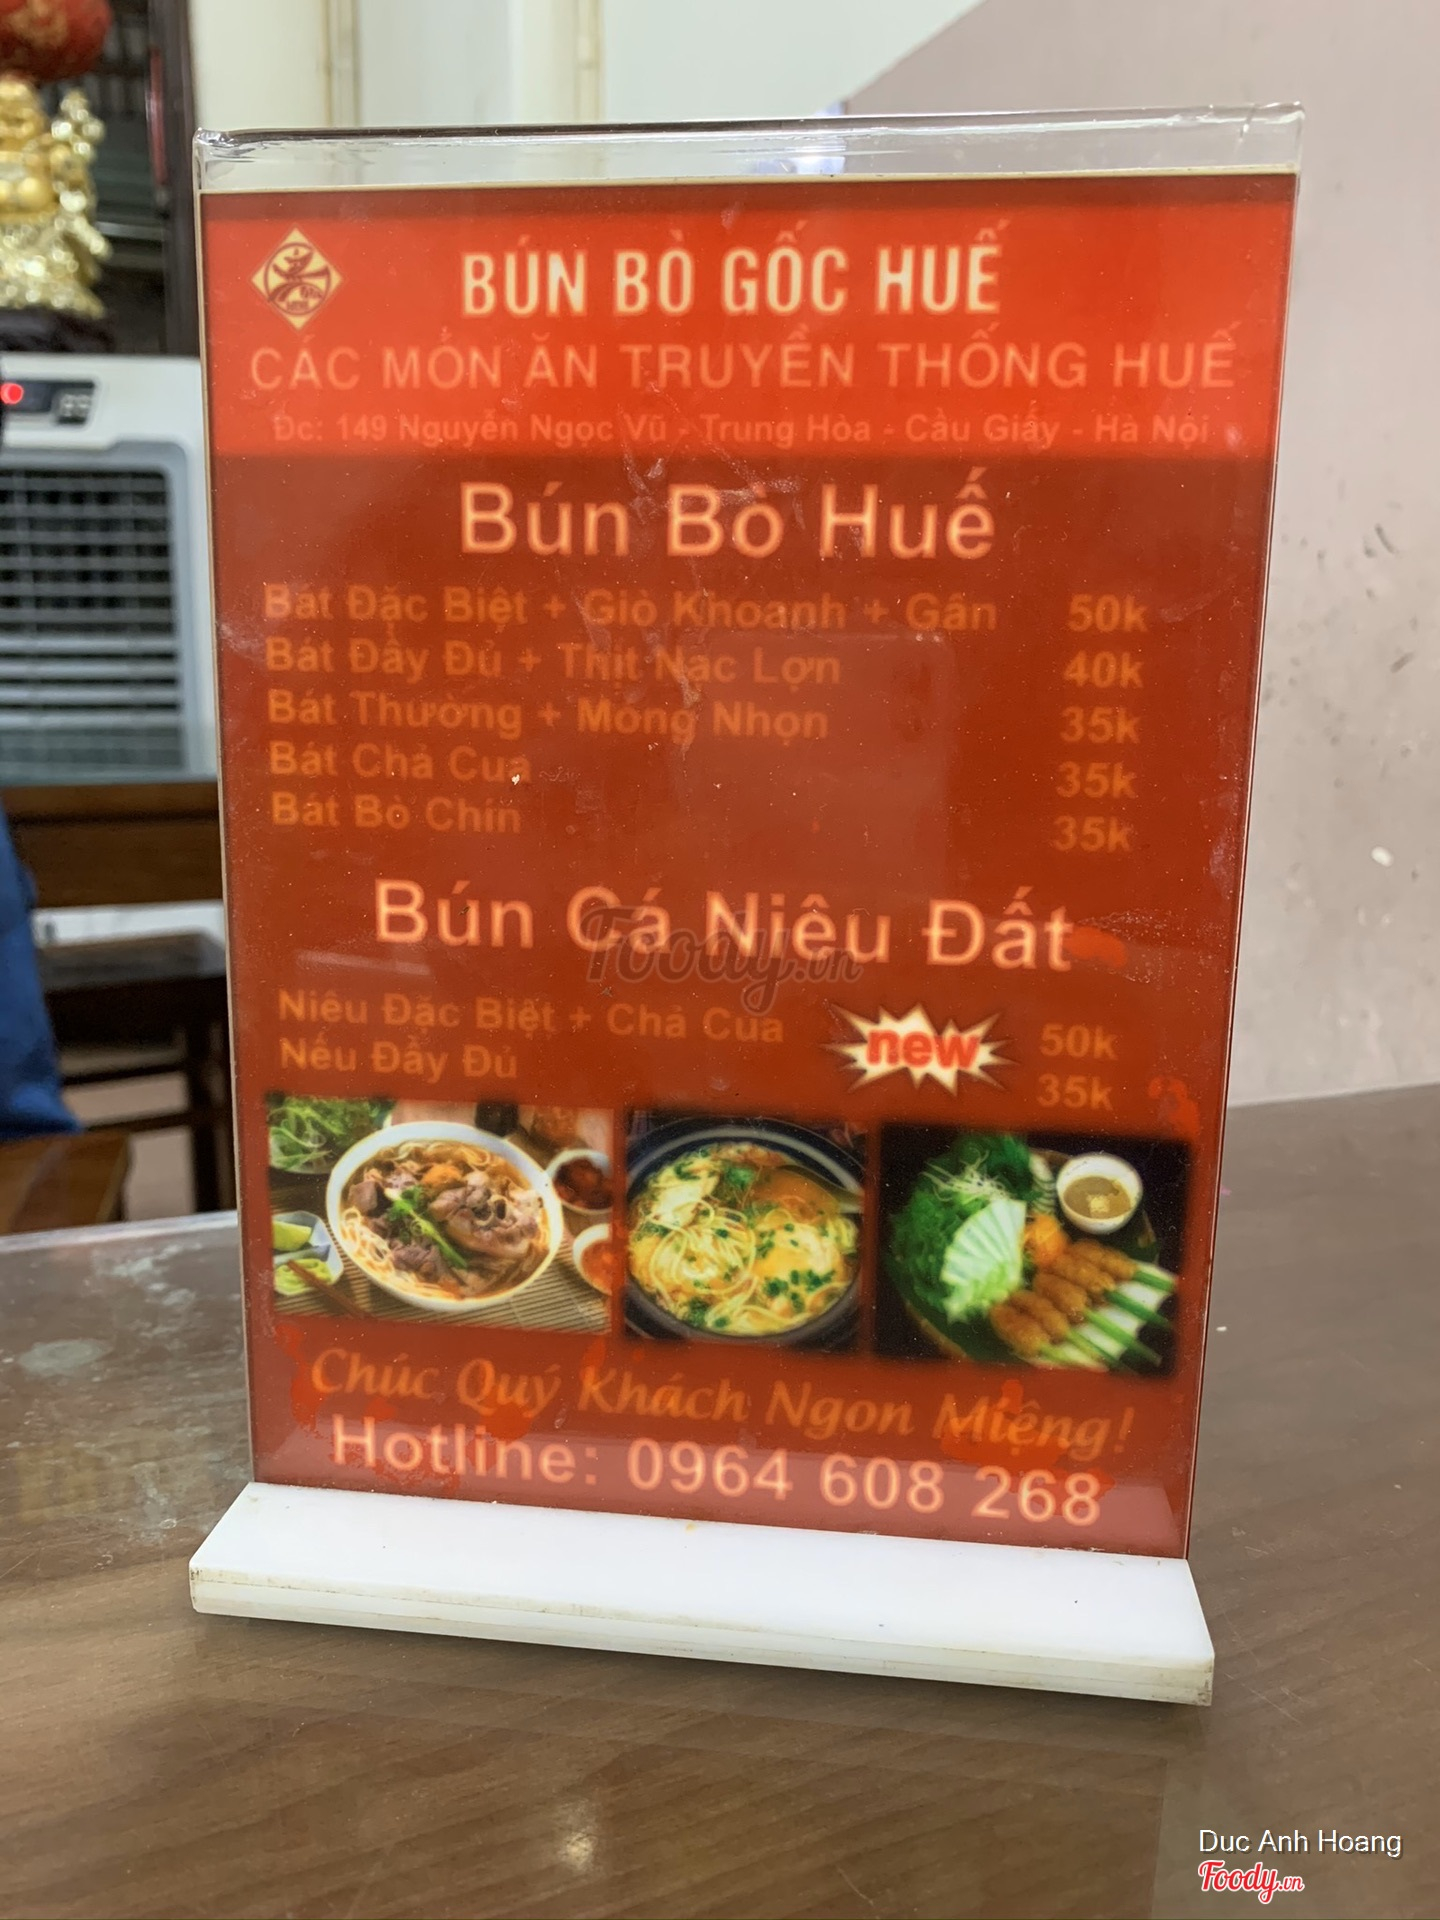 BÚN BÒ GỐC HUẾ
CÁC MÓN ĂN TRUYỀN THỐNG HUẾ
Đc: 149 Nguyễn Ngọc Vũ - Trung Hòa - Cầu Giấy - Hà Nội
Bún Bò Huế
Bát Đặc Biệt + Giò Khoanh + Gân 50k
Bát Đầy Đủ + Thịt Nạc Lợn 40k
Bát Thường + Móng Nhọn 35k
Bát Chả Cua 35k
Bát Bò Chín 35k
Bún Cá Niêu Đất
Foody.vn
Niêu Đặc Biệt + Chả Cua new 50k
Nêu Đầy Đủ 35k
Chúc Quý Khách Ngon Miệng!
Hotline: 0964 608 268
Duc Anh Hoang
Foody.vn